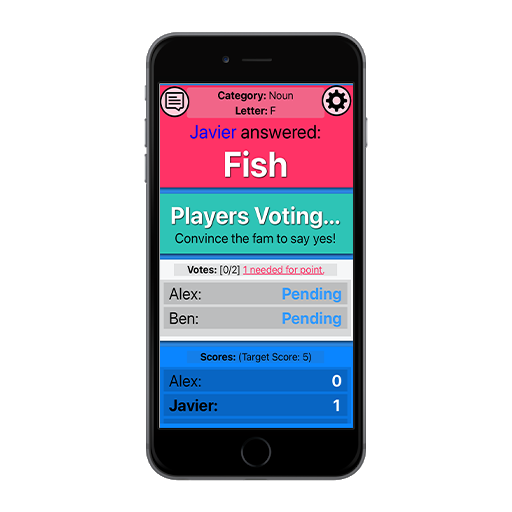 Category: Noun
Letter: F
Javier answered:
Fish
Players Voting...
Convince the fam to say yes!
Votes: [0/2] 1 needed for point.
Alex: Pending
Ben: Pending
Scores: (Target Score: 5)
Alex: 0
Javier: 1